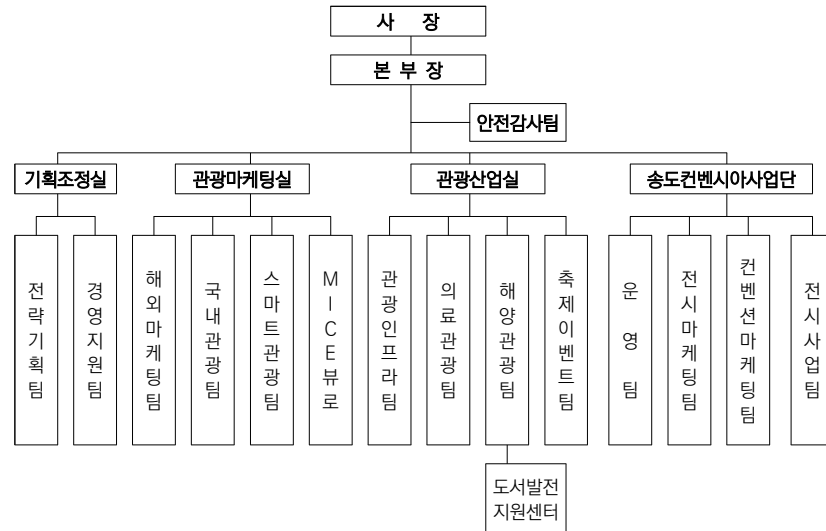 사 장
본 부 장
안전감사팀
기획조정실
관광마케팅실
관광산업실
송도컨벤시아사업단
전략기획팀
경영지원팀
해외마케팅팀
국내관광팀
스마트관광팀
MICE뷰로
관광인프라팀
의료관광팀
해양관광팀
축제이벤트팀
운영팀
전시마케팅팀
컨벤션마케팅팀
전시사업팀
도서발전
지원센터